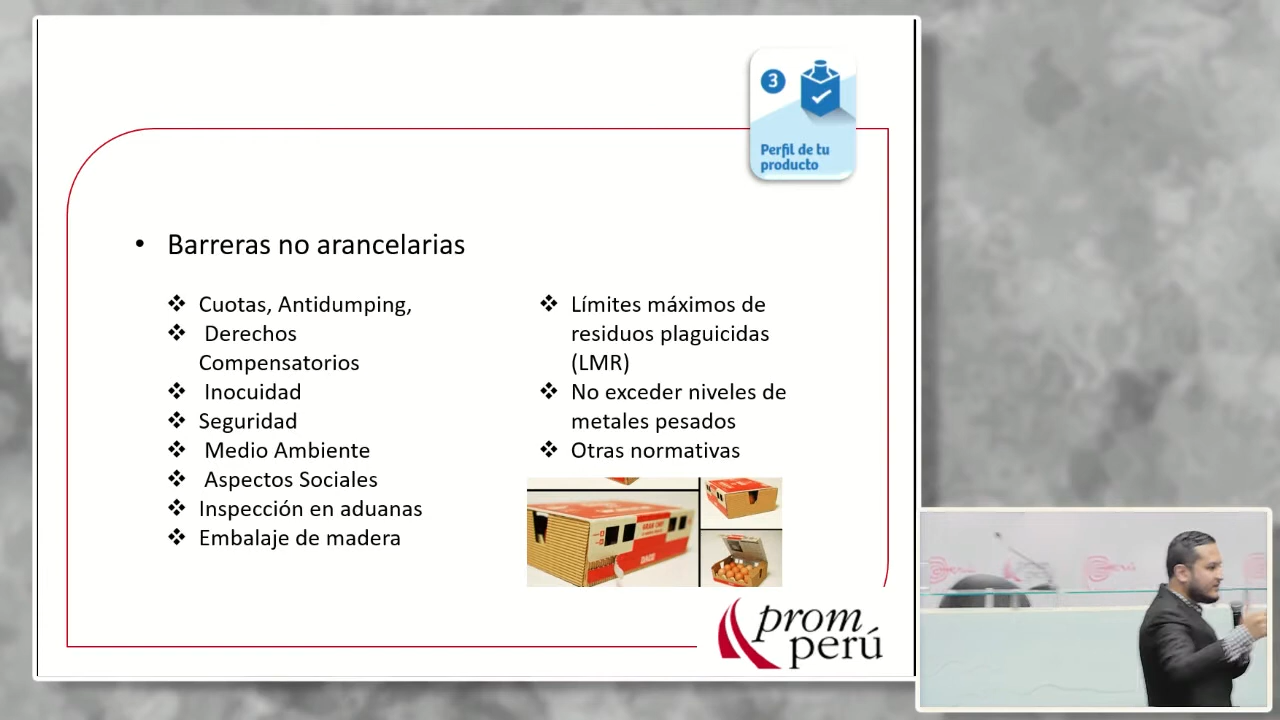 3
Perfil de tu
producto
• Barreras no arancelarias
❖ Cuotas, Antidumping,
❖ Derechos
Compensatorios
❖ Inocuidad
❖ Seguridad
❖ Medio Ambiente
❖ Aspectos Sociales
❖ Inspección en aduanas
❖ Embalaje de madera
❖ Límites máximos de
residuos plaguicidas
(LMR)
❖ No exceder niveles de
metales pesados
❖ Otras normativas
prom
perú